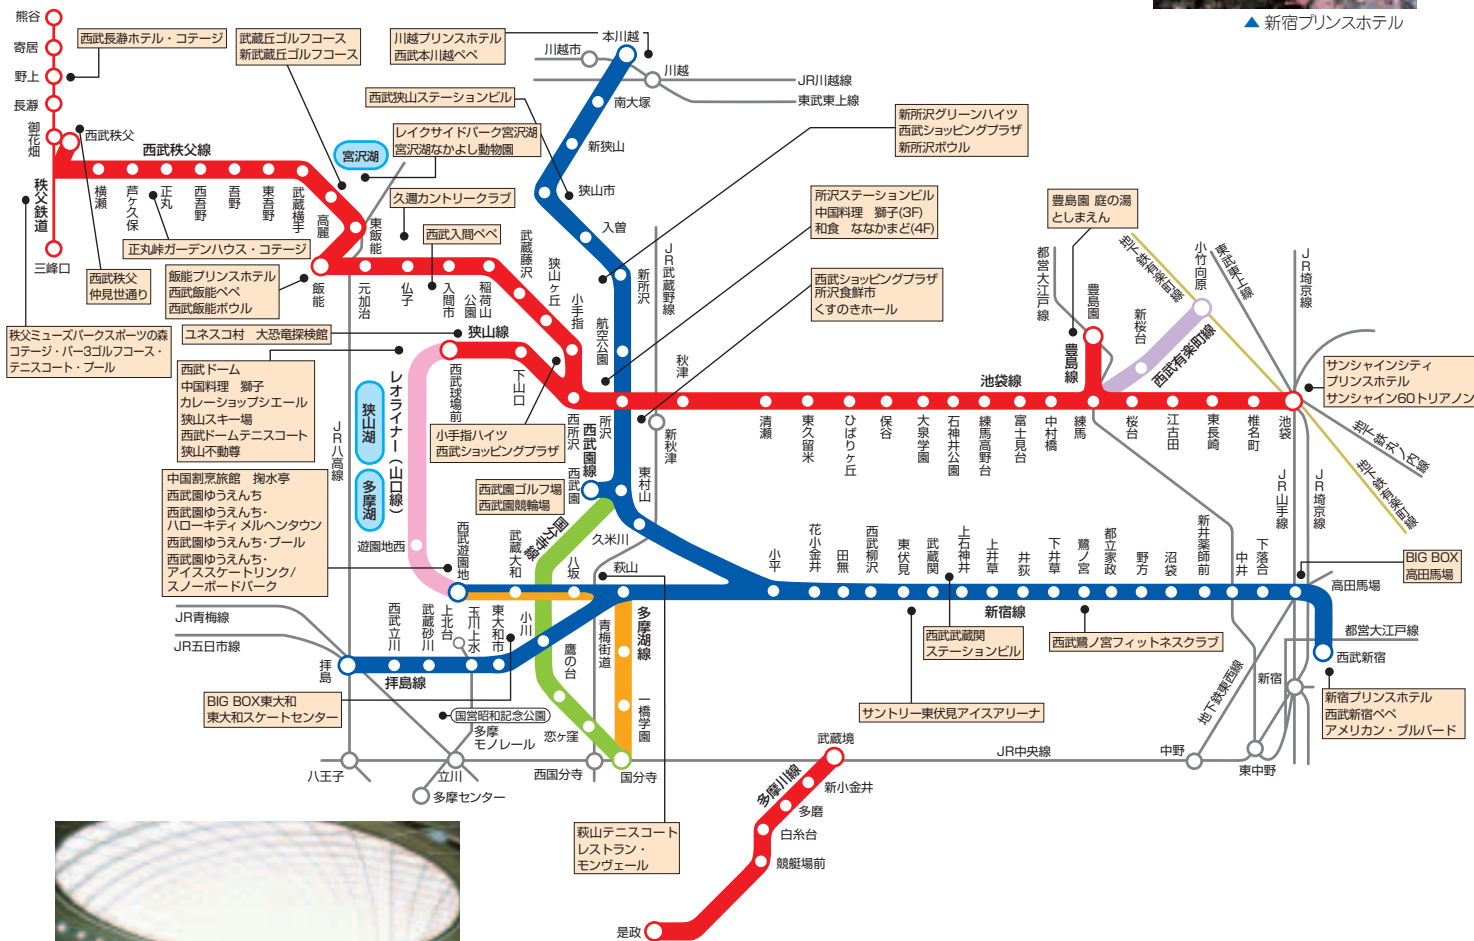 ▲ 新宿プリンスホテル
熊谷
寄居
野上
長瀞
御花畑
西武秩父
秩父鉄道
三峰口
西武長瀞ホテル・コテージ
武蔵丘ゴルフコース
新武蔵丘ゴルフコース
川越プリンスホテル
西武本川越ペペ
本川越
川越市
川越
JR川越線
東武東上線
南大塚
西武狭山ステーションビル
新狭山
レイクサイドパーク宮沢湖
宮沢湖なかよし動物園
宮沢湖
狭山市
入曽
新所沢
航空公園
新所沢グリーンハイツ
西武ショッピングプラザ
新所沢ボウル
所沢ステーションビル
中国料理 獅子(3F)
和食 ななかまど(4F)
西武ショッピングプラザ
所沢食鮮市
くすのきホール
豊島園 庭の湯
としまえん
西武秩父線
横瀬
芦ヶ久保
正丸
西吾野
吾野
東吾野
武蔵横手
高麗
東飯能
飯能
正丸峠ガーデンハウス・コテージ
西武秩父
仲見世通り
飯能プリンスホテル
西武飯能ペペ
西武飯能ボウル
久邇カントリークラブ
西武入間ペペ
元加治
仏子
入間市
稲荷山公園
武蔵藤沢
狭山ヶ丘
小手指
西所沢
所沢
JR武蔵野線
秋津
新秋津
清瀬
東久留米
ひばりヶ丘
保谷
大泉学園
石神井公園
練馬高野台
富士見台
中村橋
練馬
桜台
江古田
東長崎
椎名町
池袋
池袋線
都営大江戸線
豊島園
豊島線
新桜台
小竹向原
西武有楽町線
地下鉄有楽町線
東武東上線
JR埼京線
サンシャインシティ
プリンスホテル
サンシャイン60トリアノン
地下鉄丸ノ内線
地下鉄有楽町線
JR山手線
JR埼京線
秩父ミューズパークスポーツの森
コテージ・パー3ゴルフコース・
テニスコート・プール
ユネスコ村 大恐竜探検館
狭山線
西武球場前
下山口
西武ドーム
中国料理 獅子
カレーショップシエール
狭山スキー場
西武ドームテニスコート
狭山不動尊
レオライナー(山口線)
狭山湖
多摩湖
JR八高線
小手指ハイツ
西武ショッピングプラザ
西武園線
西武園
東村山
西武園ゴルフ場
西武園競輪場
中国割烹旅館 掬水亭
西武園ゆうえんち
西武園ゆうえんち・
ハローキティ メルヘンタウン
西武園ゆうえんち・プール
西武園ゆうえんち・
アイススケートリンク/
スノーボードパーク
遊園地西
西武遊園地
武蔵大和
八坂
国分寺線
久米川
萩山
小平
花小金井
田無
西武柳沢
東伏見
武蔵関
上石神井
上井草
井荻
下井草
鷺ノ宮
都立家政
野方
沼袋
新井薬師前
中井
下落合
BIG BOX
高田馬場
新宿線
西武新宿
都営大江戸線
JR青梅線
JR五日市線
拝島
西武立川
武蔵砂川
上北台
玉川上水
東大和市
小川
鷹の台
青梅街道
多摩湖線
一橋学園
拝島線
BIG BOX東大和
東大和スケートセンター
国営昭和記念公園
多摩
モノレール
恋ヶ窪
八王子
立川
多摩センター
西国分寺
国分寺
武蔵境
JR中央線
中野
東中野
新宿
地下鉄東西線
西武武蔵関
ステーションビル
西武鷺ノ宮フィットネスクラブ
サントリー東伏見アイスアリーナ
新宿プリンスホテル
西武新宿ペペ
アメリカン・ブルバード
多摩川線
新小金井
多磨
白糸台
競艇場前
是政
萩山テニスコート
レストラン・
モンヴェール